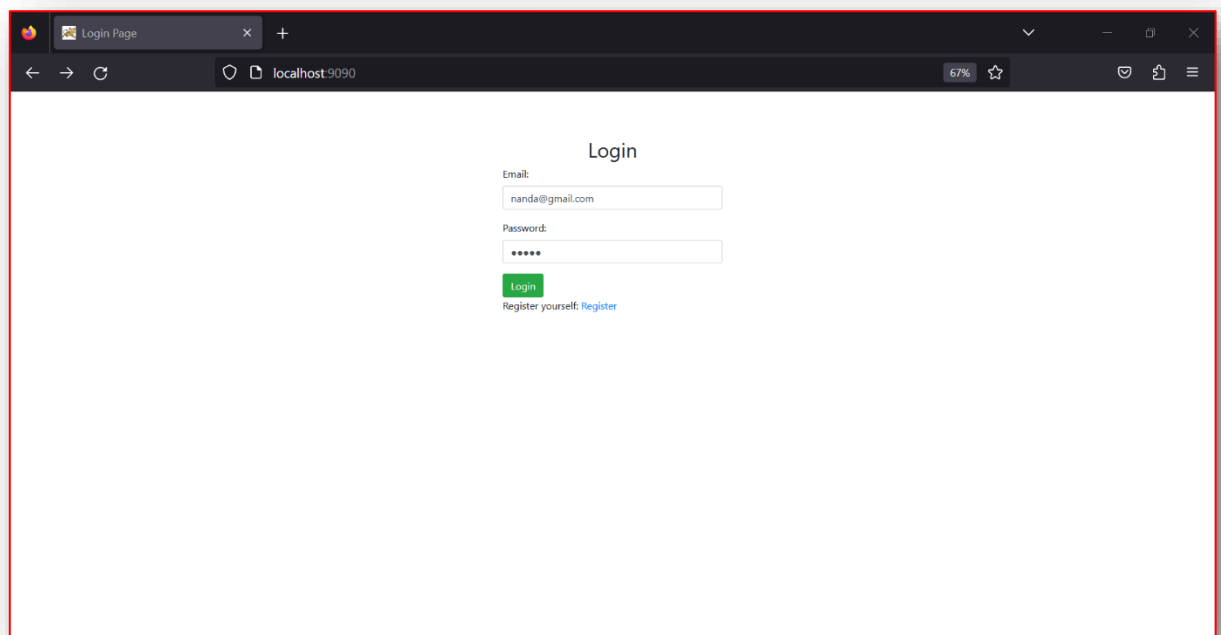 Login Page
localhost:9090
67%
Login
Email:
nanda@gmail.com
Password:
●●●●●
Login
Register yourself: Register